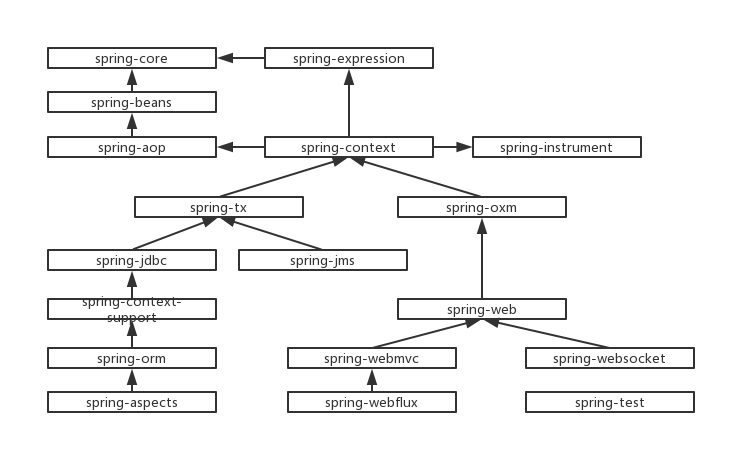 spring-core
spring-expression
spring-beans
spring-aop
spring-context
spring-instrument
spring-tx
spring-oxm
spring-jdbc
spring-jms
spring-context-
support
spring-web
spring-orm
spring-webmvc
spring-websocket
spring-aspects
spring-webflux
spring-test